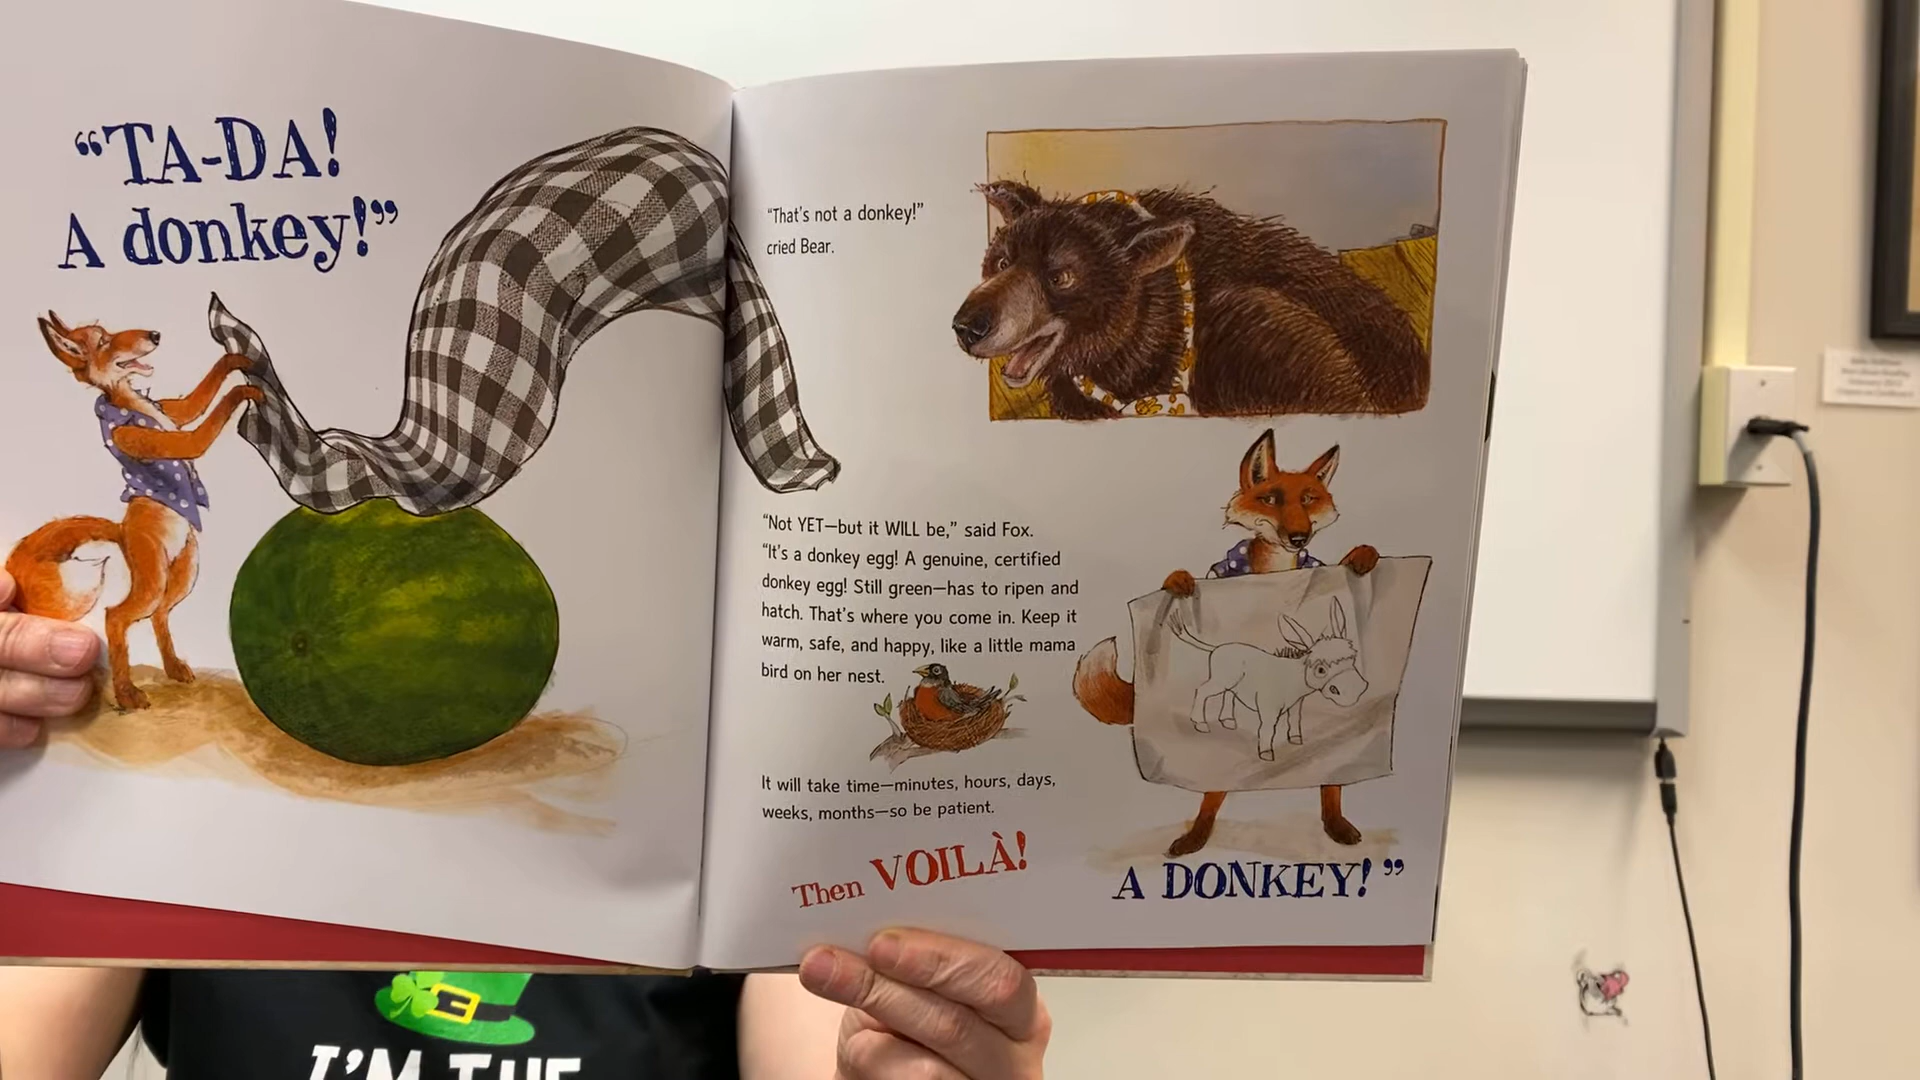 “TA-DA!
A donkey!”
“That’s not a donkey!”
cried Bear.
“Not YET—but it WILL be,” said Fox.
“It’s a donkey egg! A genuine, certified
donkey egg! Still green—has to ripen and
hatch. That’s where you come in. Keep it
warm, safe, and happy, like a little mama
bird on her nest.
It will take time—minutes, hours, days,
weeks, months—so be patient.
Then VOILÀ!
A DONKEY!”
I’M THE